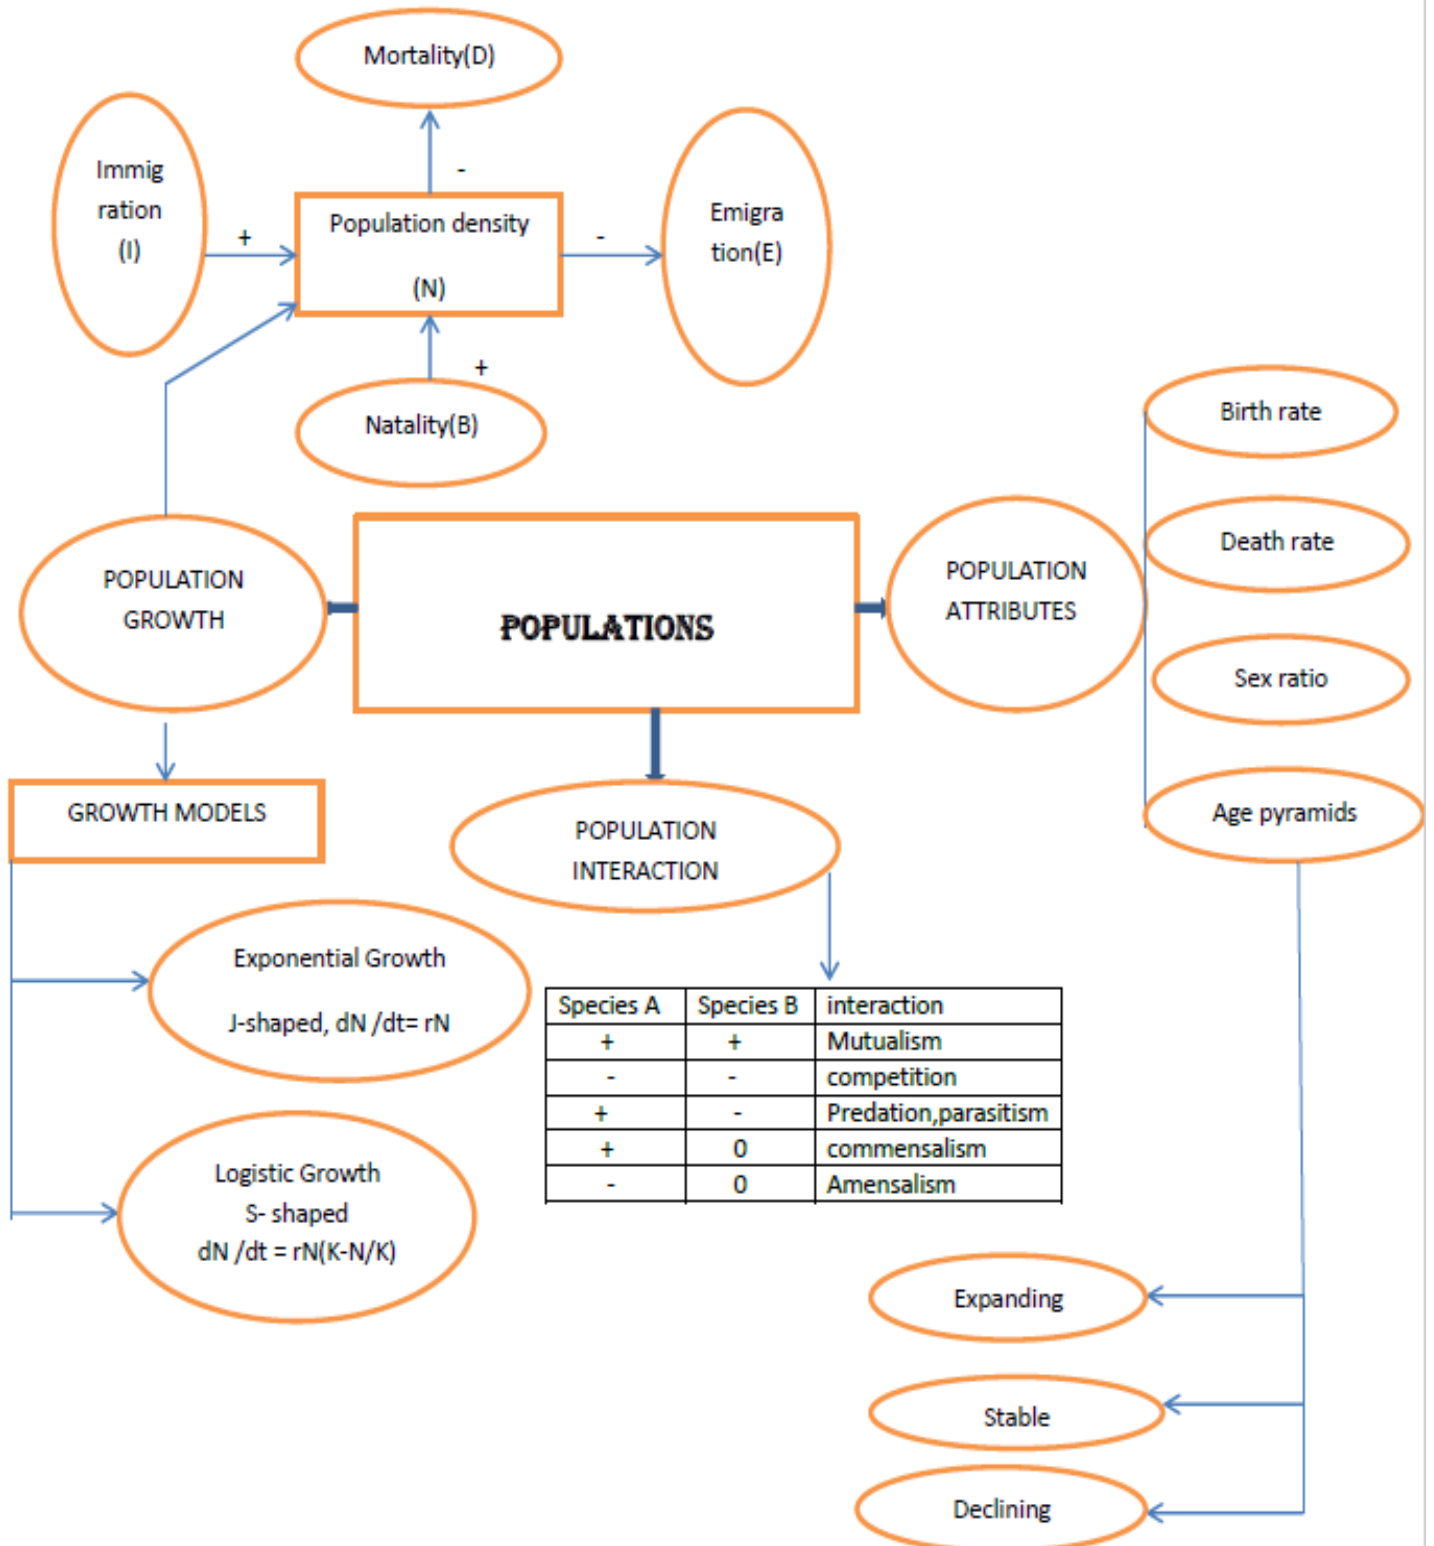 Mortality(D)
Immig
ration
(I)
+
-
Population density
(N)
-
Emigra
tion(E)
+
Natality(B)
Birth rate
Death rate
Sex ratio
Age pyramids
POPULATION
GROWTH
POPULATIONS
POPULATION
ATTRIBUTES
GROWTH MODELS
POPULATION
INTERACTION
Exponential Growth
J-shaped, dN /dt= rN
Logistic Growth
S- shaped
dN /dt = rN(K-N/K)
Species A Species B interaction
+ + Mutualism
- - competition
+ - Predation,parasitism
+ 0 commensalism
- 0 Amensalism
Expanding
Stable
Declining